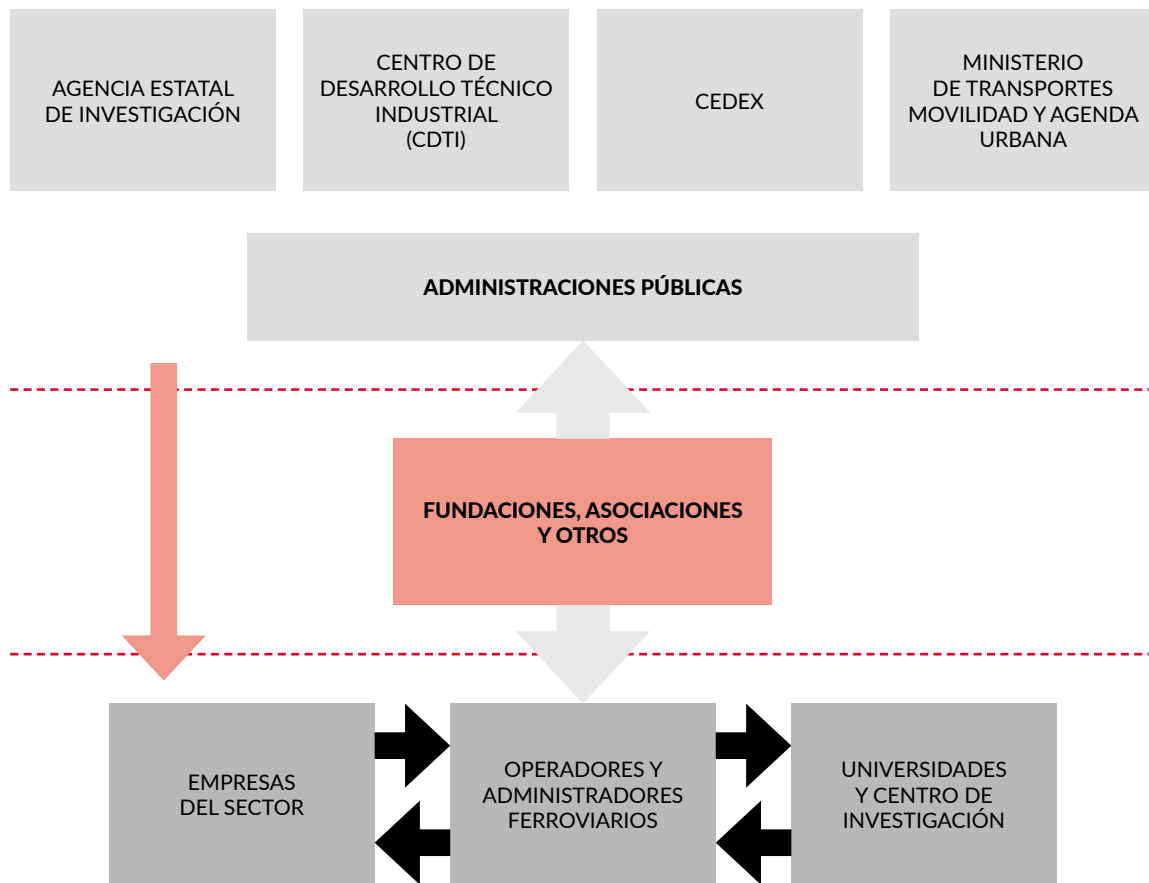 AGENCIA ESTATAL
DE INVESTIGACIÓN
CENTRO DE
DESARROLLO TÉCNICO
INDUSTRIAL
(CDTI)
CEDEX
MINISTERIO
DE TRANSPORTES
MOVILIDAD Y AGENDA
URBANA
ADMINISTRACIONES PÚBLICAS
FUNDACIONES, ASOCIACIONES
Y OTROS
EMPRESAS
DEL SECTOR
OPERADORES Y
ADMINISTRADORES
FERROVIARIOS
UNIVERSIDADES
Y CENTRO DE
INVESTIGACIÓN